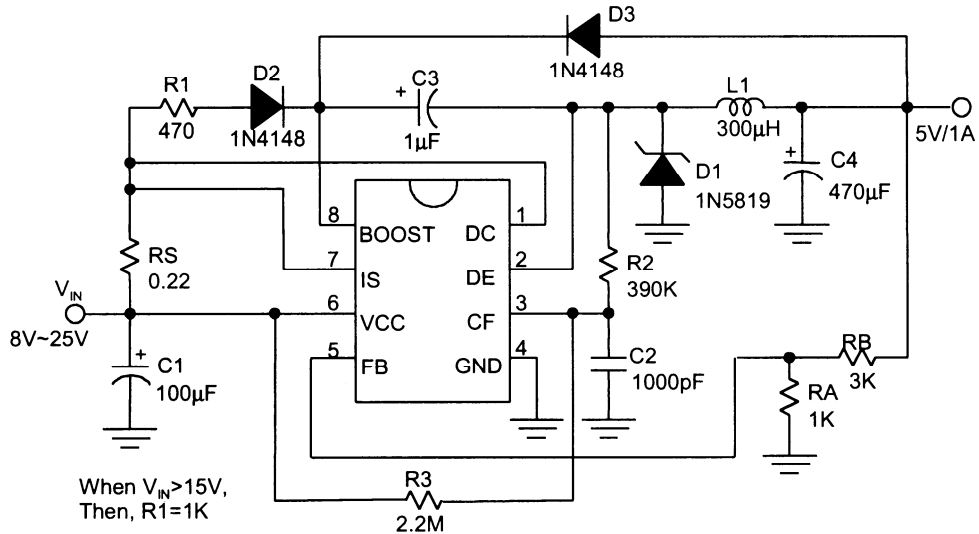 D3
1N4148
R1
470
D2
1N4148
C3
+
1µF
L1
300µH
5V/1A
D1
1N5819
+
C4
470µF
8
BOOST
DC
1
7
IS
DE
2
6
VCC
CF
3
5
FB
GND
4
RS
0.22
V_IN
8V~25V
+
C1
100µF
R2
390K
C2
1000pF
RB
3K
RA
1K
R3
2.2M
When V_IN>15V,
Then, R1=1K